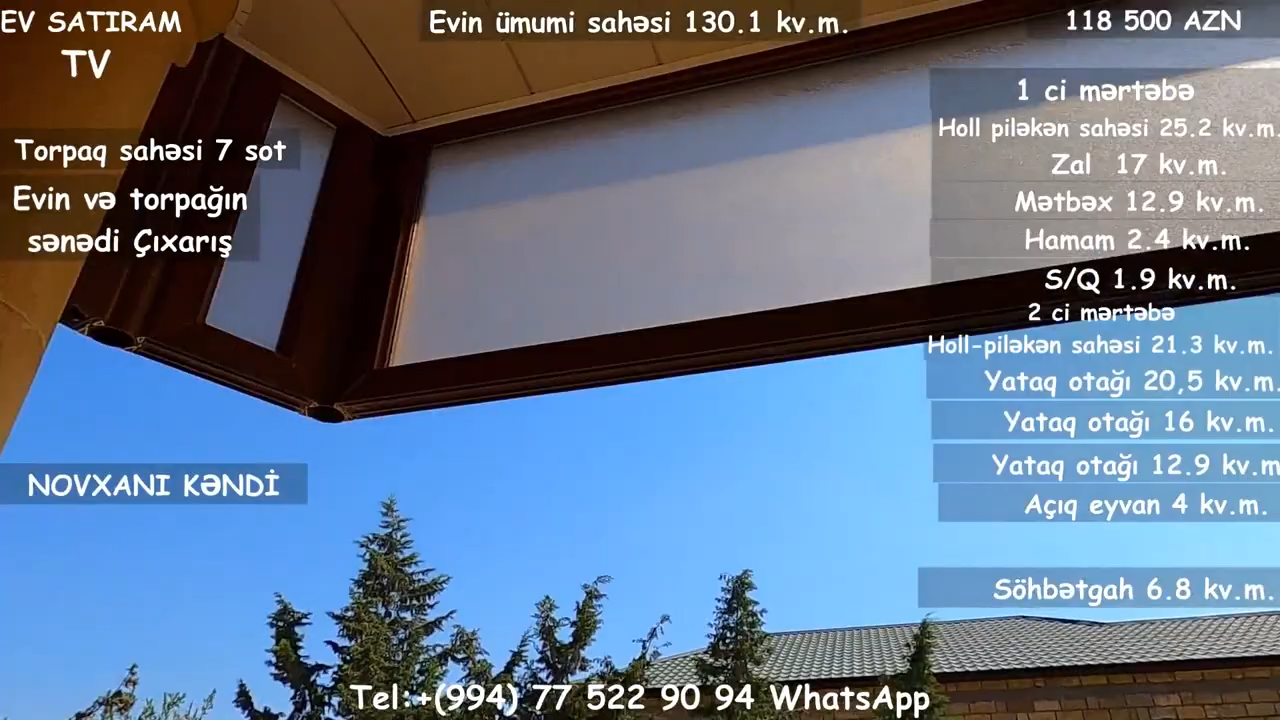 EV SATIRAM
TV
Evin ümumi sahəsi 130.1 kv.m.
118 500 AZN
Torpaq sahəsi 7 sot
Evin və torpağın
sənədi Çıxarış
NOVXANI KƏNDİ
1 ci mərtəbə
Holl piləkən sahəsi 25.2 kv.m.
Zal 17 kv.m.
Mətbəx 12.9 kv.m.
Hamam 2.4 kv.m.
S/Q 1.9 kv.m.
2 ci mərtəbə
Holl-piləkən sahəsi 21.3 kv.m.
Yataq otağı 20,5 kv.m.
Yataq otağı 16 kv.m.
Yataq otağı 12.9 kv.m
Açıq eyvan 4 kv.m.
Söhbətgah 6.8 kv.m.
Tel:+(994) 77 522 90 94 WhatsApp